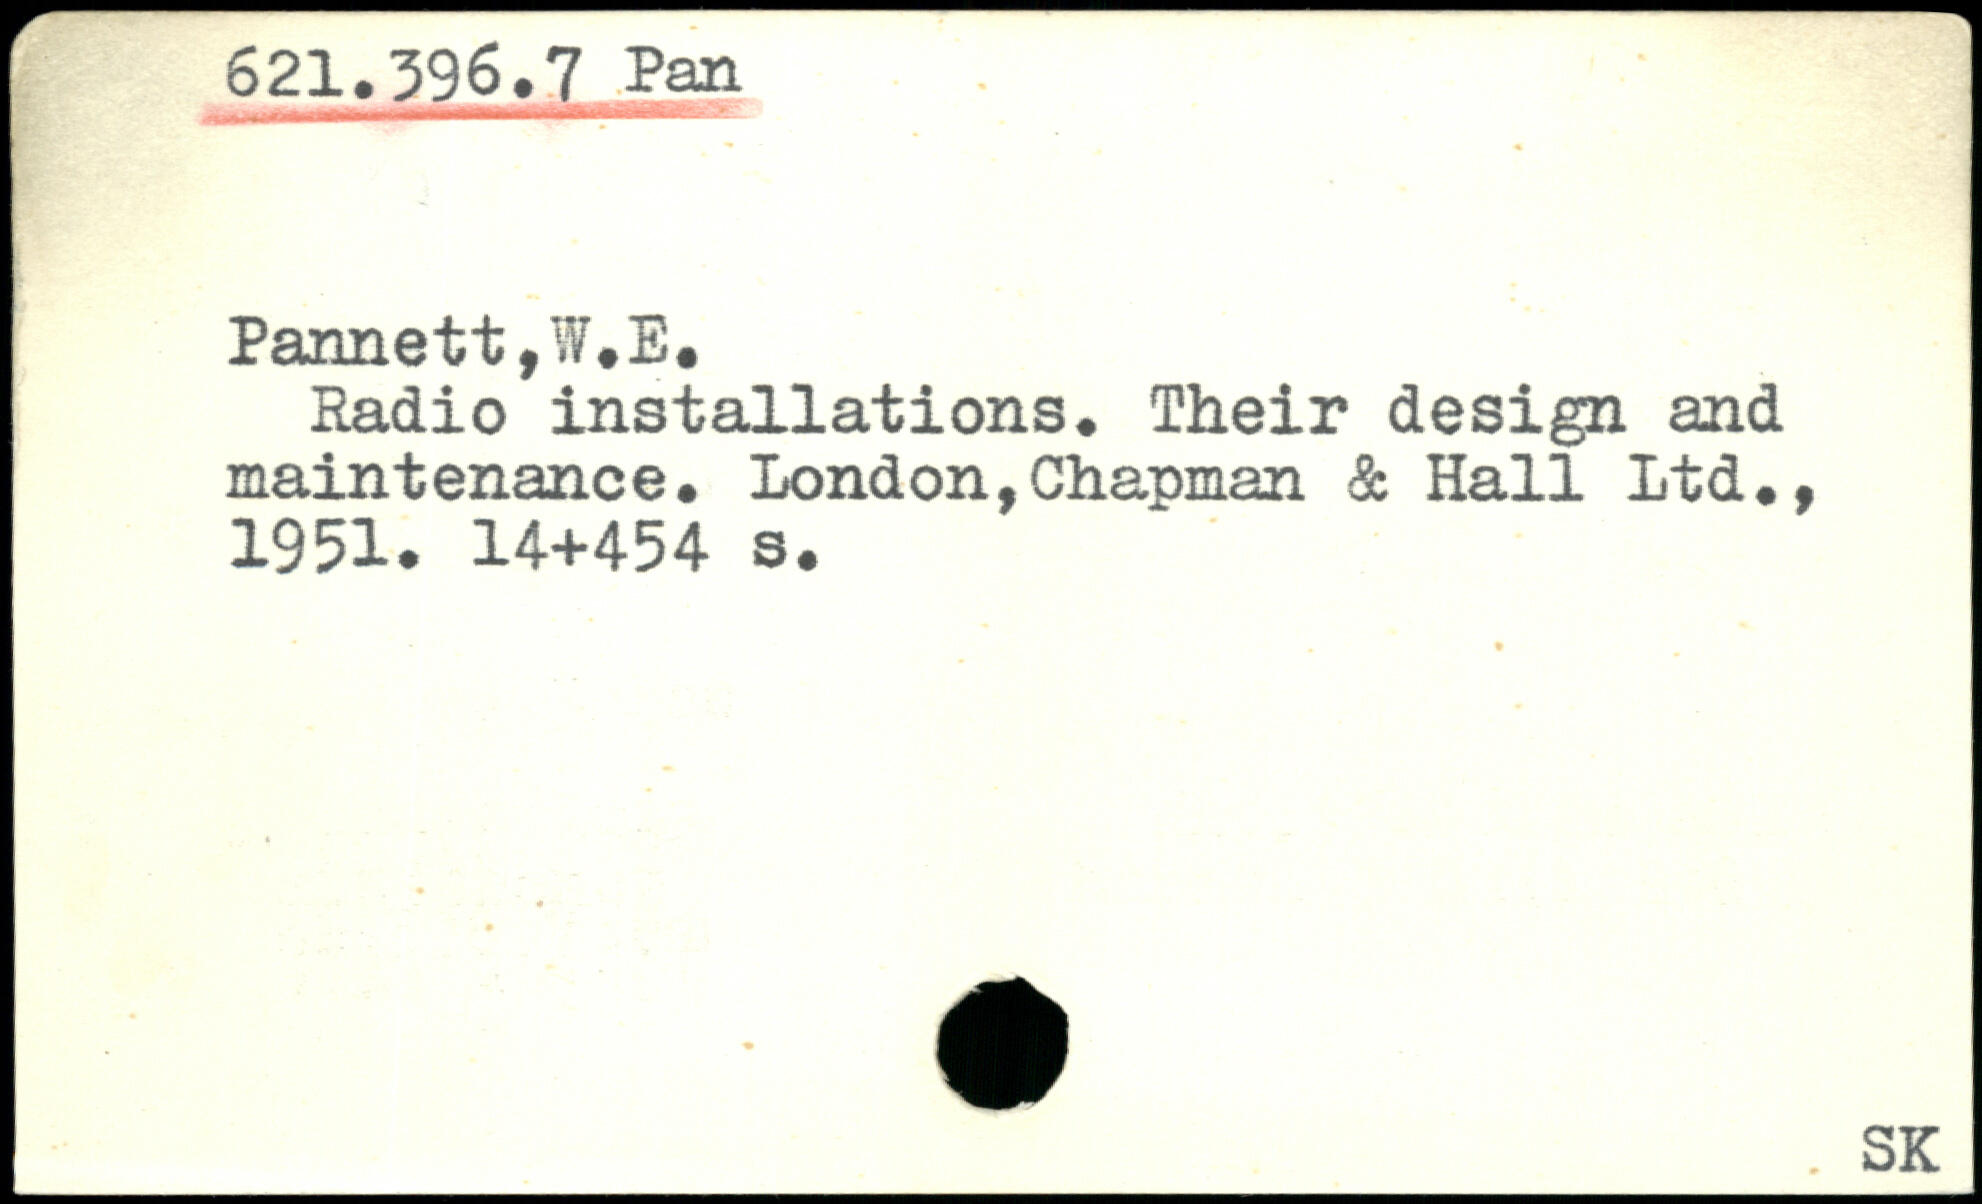 621.396.7 Pan
Pannett,W.E.
Radio installations. Their design and
maintenance. London,Chapman & Hall Ltd.,
1951. 14+454 s.
SK